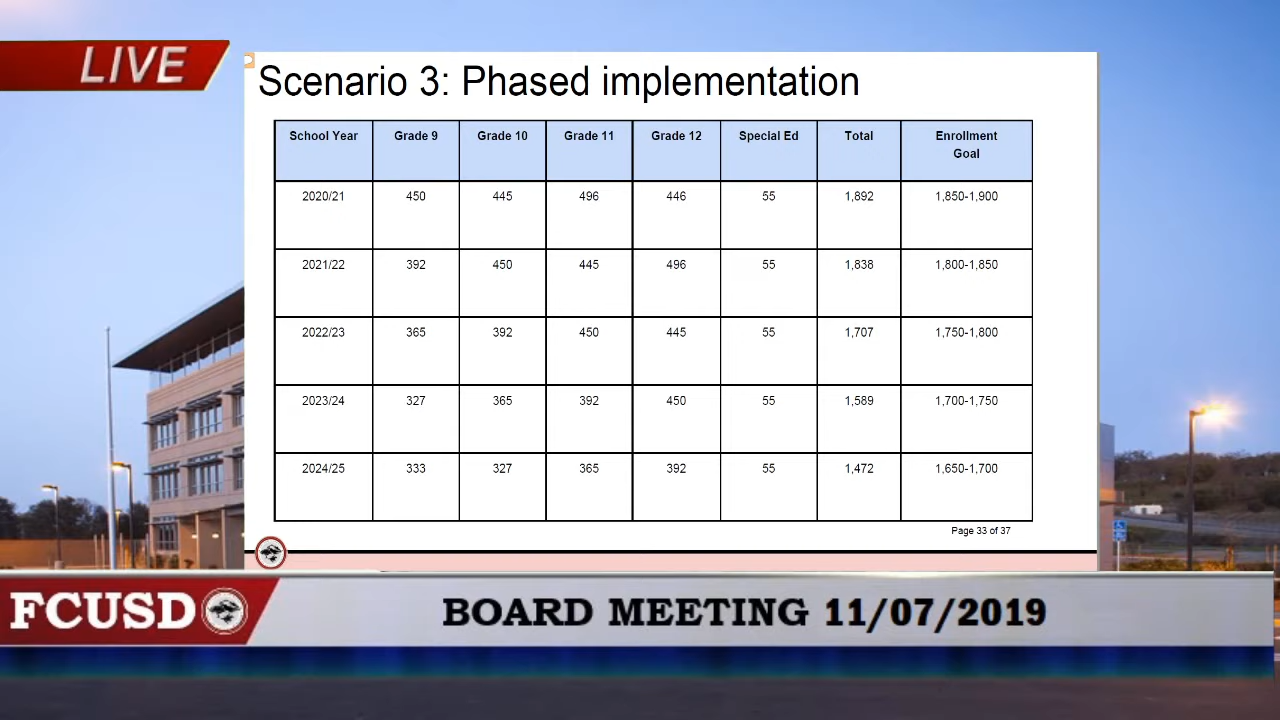 LIVE
Scenario 3: Phased implementation
School Year Grade 9 Grade 10 Grade 11 Grade 12 Special Ed Total Enrollment
Goal
2020/21 450 445 496 446 55 1,892 1,850-1,900
2021/22 392 450 445 496 55 1,838 1,800-1,850
2022/23 365 392 450 445 55 1,707 1,750-1,800
2023/24 327 365 392 450 55 1,589 1,700-1,750
2024/25 333 327 365 392 55 1,472 1,650-1,700
Page 33 of 37
FCUSD
BOARD MEETING 11/07/2019